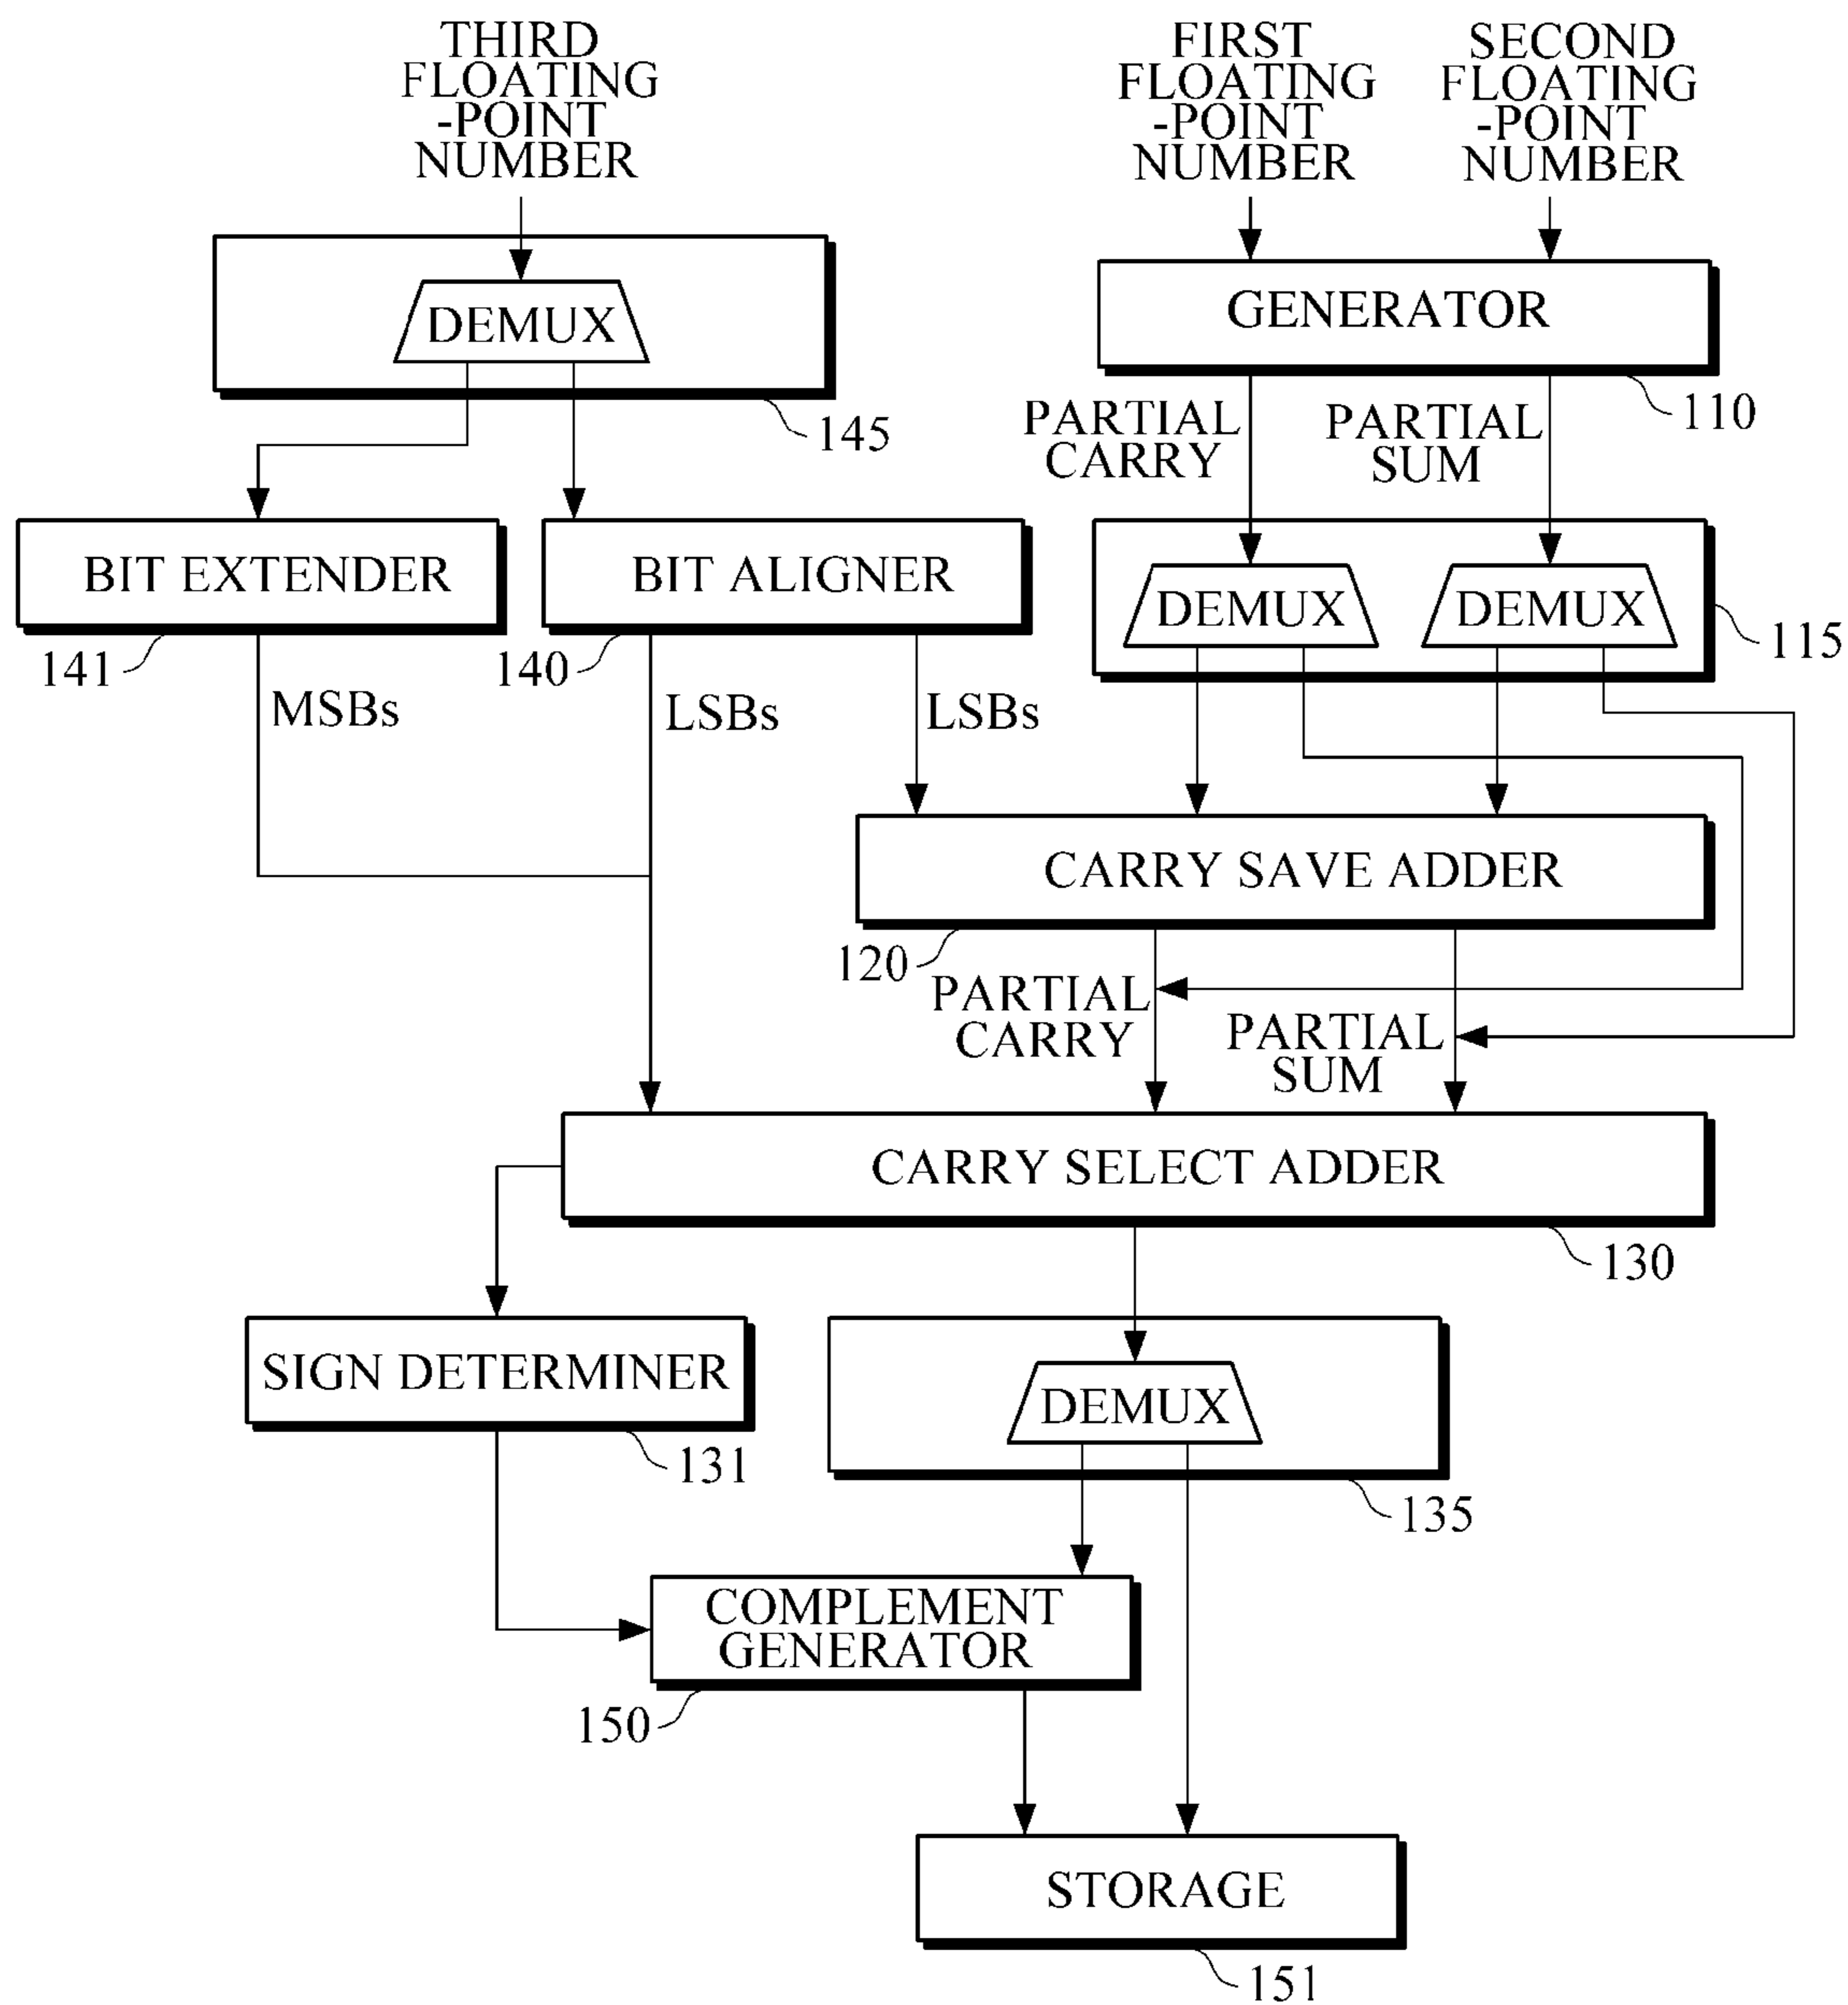 THIRD
FLOATING
-POINT
NUMBER
FIRST
FLOATING
-POINT
NUMBER
SECOND
FLOATING
-POINT
NUMBER
DEMUX
145
GENERATOR
110
PARTIAL
CARRY
PARTIAL
SUM
BIT EXTENDER
141
BIT ALIGNER
140
DEMUX
DEMUX
115
MSBs
LSBs
LSBs
CARRY SAVE ADDER
120
PARTIAL
CARRY
PARTIAL
SUM
CARRY SELECT ADDER
130
SIGN DETERMINER
131
DEMUX
135
COMPLEMENT
GENERATOR
150
STORAGE
151